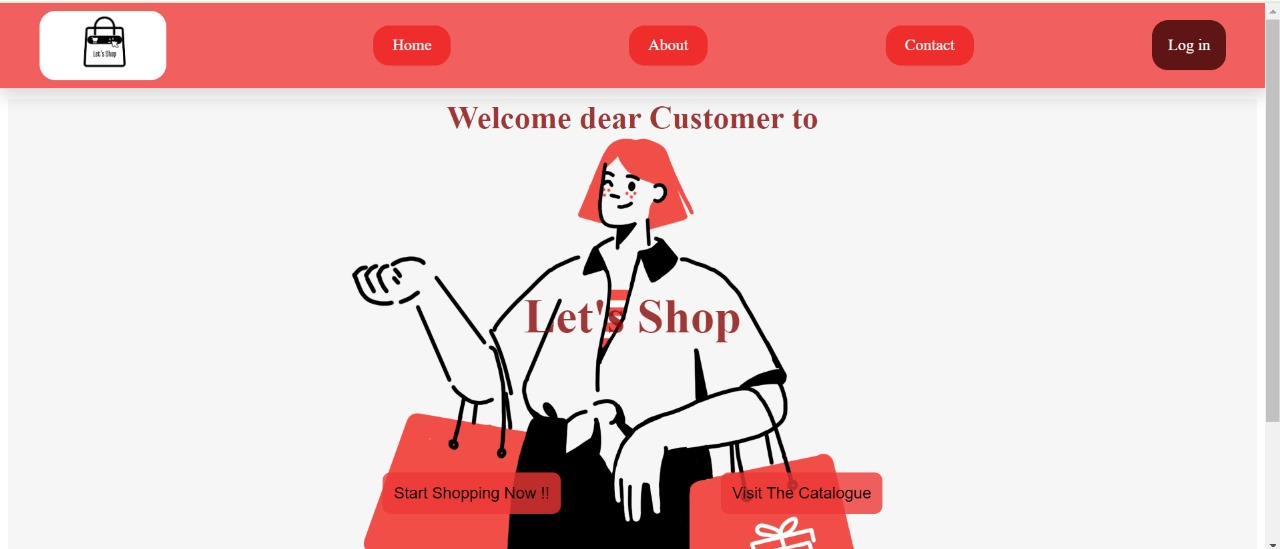 Let's Shop
Home
About
Contact
Log in
Welcome dear Customer to
Let's Shop
Start Shopping Now !!
Visit The Catalogue